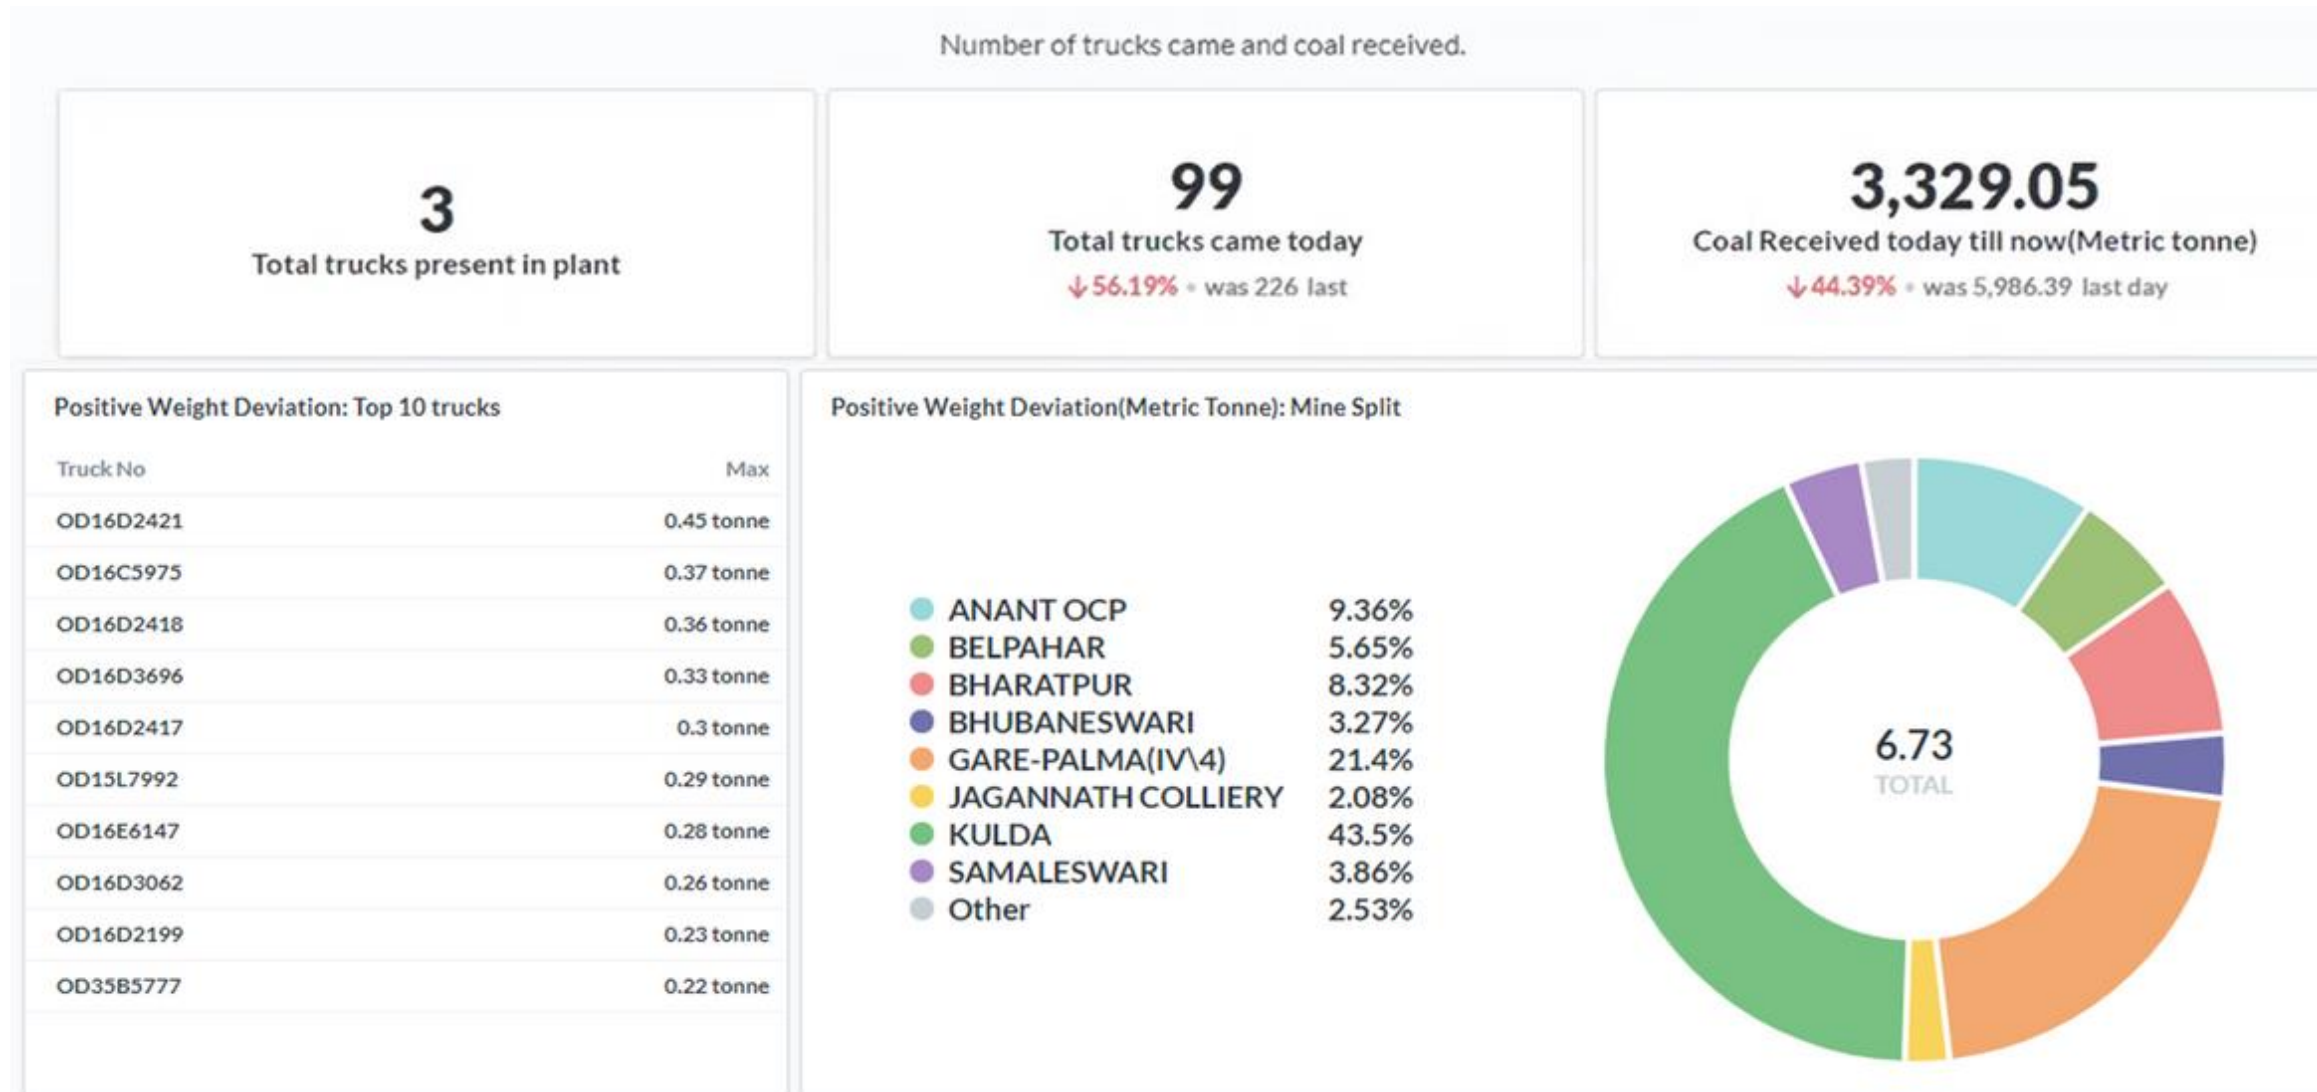 Number of trucks came and coal received.
3
Total trucks present in plant
99
Total trucks came today
↓56.19% • was 226 last
3,329.05
Coal Received today till now(Metric tonne)
↓44.39% • was 5,986.39 last day
Positive Weight Deviation: Top 10 trucks
Truck No Max
OD16D2421 0.45 tonne
OD16C5975 0.37 tonne
OD16D2418 0.36 tonne
OD16D3696 0.33 tonne
OD16D2417 0.3 tonne
OD15L7992 0.29 tonne
OD16E6147 0.28 tonne
OD16D3062 0.26 tonne
OD16D2199 0.23 tonne
OD35B5777 0.22 tonne
Positive Weight Deviation(Metric Tonne): Mine Split
ANANT OCP 9.36%
BELPAHAR 5.65%
BHARATPUR 8.32%
BHUBANESWARI 3.27%
GARE-PALMA(IV\4) 21.4%
JAGANNATH COLLIERY 2.08%
KULDA 43.5%
SAMALESWARI 3.86%
Other 2.53%
6.73
TOTAL